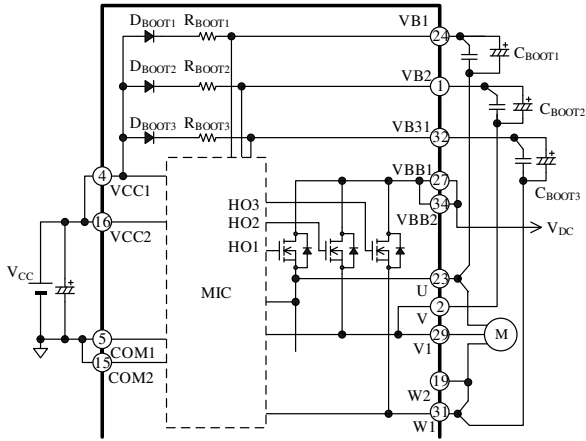 DBOOT1 RBOOT1 VB1 24
CBOOT1
DBOOT2 RBOOT2 VB2 1
CBOOT2
DBOOT3 RBOOT3 VB31 32
CBOOT3
4 VCC1
VBB1 27
34 VBB2
VDC
16 VCC2
HO3
HO2
HO1
MIC
VCC
23 U
2 V
29 V1
M
5 COM1
15 COM2
19 W2
31 W1